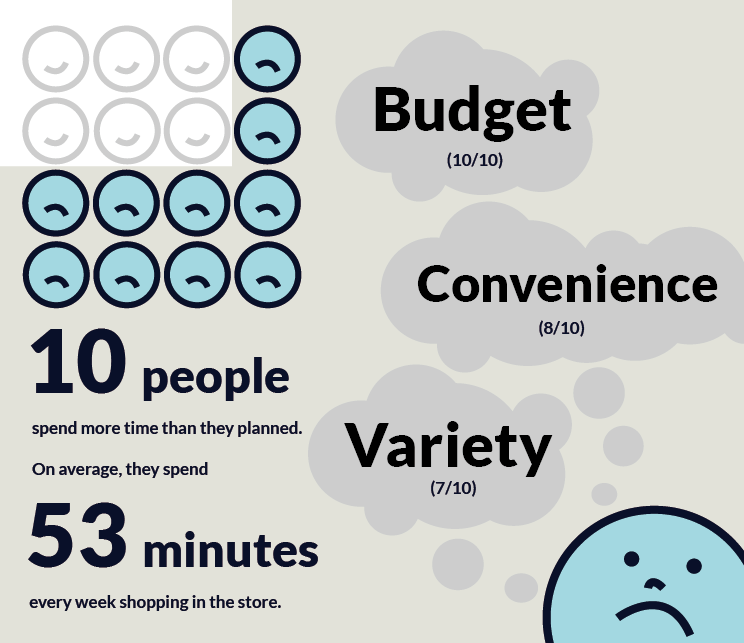 Budget
(10/10)
Convenience
(8/10)
10 people
spend more time than they planned.
On average, they spend
53 minutes
every week shopping in the store.
Variety
(7/10)